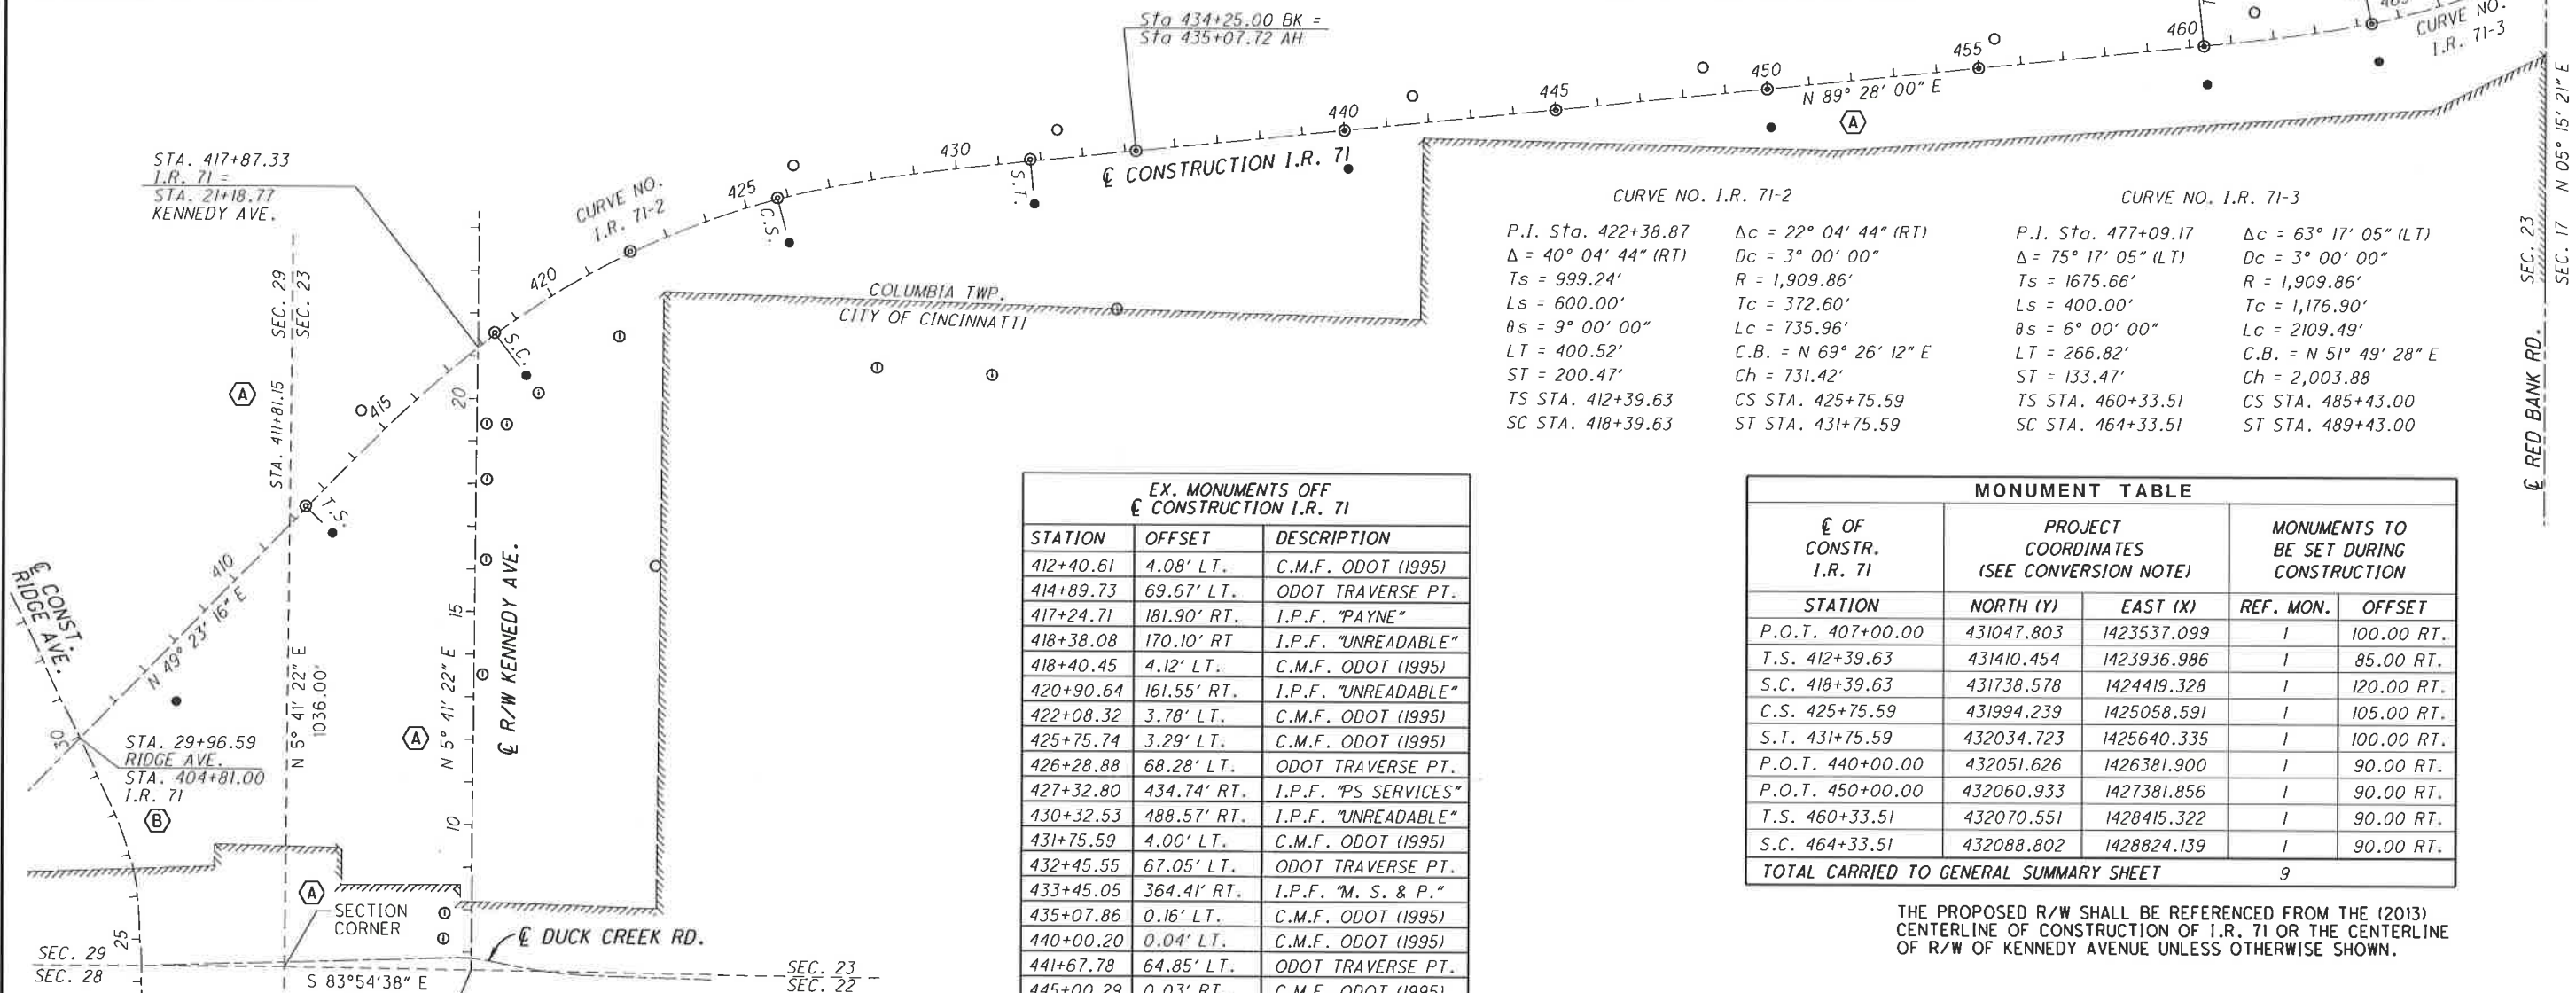 Sta 434+25.00 BK =
Sta 435+07.72 AH
460
CURVE NO.
I.R. 71-3
455
450
N 89° 28' 00" E
A
445
440
430
425
℄ CONSTRUCTION I.R. 71
S.T.
C.S.
CURVE NO.
I.R. 71-2
STA. 417+87.33
I.R. 71 =
STA. 21+18.77
KENNEDY AVE.
420
S.C.
COLUMBIA TWP.
CITY OF CINCINNATTI
SEC. 29
SEC. 23
A
STA. 411+81.15
415
20
T.S.
410
N 49° 23' 16" E
℄ CONST.
RIDGE AVE.
30
STA. 29+96.59
RIDGE AVE.
STA. 404+81.00
I.R. 71
B
N 5° 41' 22" E
1036.00'
A
N 5° 41' 22" E
15
℄ R/W KENNEDY AVE.
10
A
SECTION
CORNER
25
℄ DUCK CREEK RD.
SEC. 29
SEC. 28
S 83°54'38" E
SEC. 23
SEC. 22
CURVE NO. I.R. 71-2
P.I. Sta. 422+38.87 Δc = 22° 04' 44" (RT)
Δ = 40° 04' 44" (RT) Dc = 3° 00' 00"
Ts = 999.24' R = 1,909.86'
Ls = 600.00' Tc = 372.60'
θs = 9° 00' 00" Lc = 735.96'
LT = 400.52' C.B. = N 69° 26' 12" E
ST = 200.47' Ch = 731.42'
TS STA. 412+39.63 CS STA. 425+75.59
SC STA. 418+39.63 ST STA. 431+75.59
CURVE NO. I.R. 71-3
P.I. Sta. 477+09.17 Δc = 63° 17' 05" (LT)
Δ = 75° 17' 05" (LT) Dc = 3° 00' 00"
Ts = 1675.66' R = 1,909.86'
Ls = 400.00' Tc = 1,176.90'
θs = 6° 00' 00" Lc = 2109.49'
LT = 266.82' C.B. = N 51° 49' 28" E
ST = 133.47' Ch = 2,003.88
TS STA. 460+33.51 CS STA. 485+43.00
SC STA. 464+33.51 ST STA. 489+43.00
℄ RED BANK RD.
SEC. 23
SEC. 17 N 05° 15' 21" E
EX. MONUMENTS OFF
℄ CONSTRUCTION I.R. 71
STATION OFFSET DESCRIPTION
412+40.61 4.08' LT. C.M.F. ODOT (1995)
414+89.73 69.67' LT. ODOT TRAVERSE PT.
417+24.71 181.90' RT. I.P.F. "PAYNE"
418+38.08 170.10' RT I.P.F. "UNREADABLE"
418+40.45 4.12' LT. C.M.F. ODOT (1995)
420+90.64 161.55' RT. I.P.F. "UNREADABLE"
422+08.32 3.78' LT. C.M.F. ODOT (1995)
425+75.74 3.29' LT. C.M.F. ODOT (1995)
426+28.88 68.28' LT. ODOT TRAVERSE PT.
427+32.80 434.74' RT. I.P.F. "PS SERVICES"
430+32.53 488.57' RT. I.P.F. "UNREADABLE"
431+75.59 4.00' LT. C.M.F. ODOT (1995)
432+45.55 67.05' LT. ODOT TRAVERSE PT.
433+45.05 364.41' RT. I.P.F. "M. S. & P."
435+07.86 0.16' LT. C.M.F. ODOT (1995)
440+00.20 0.04' LT. C.M.F. ODOT (1995)
441+67.78 64.85' LT. ODOT TRAVERSE PT.
445+00.29 0.03' RT. C.M.F. ODOT (1995)
MONUMENT TABLE
℄ OF
CONSTR.
I.R. 71
PROJECT
COORDINATES
(SEE CONVERSION NOTE)
MONUMENTS TO
BE SET DURING
CONSTRUCTION
STATION NORTH (Y) EAST (X) REF. MON. OFFSET
P.O.T. 407+00.00 431047.803 1423537.099 1 100.00 RT.
T.S. 412+39.63 431410.454 1423936.986 1 85.00 RT.
S.C. 418+39.63 431738.578 1424419.328 1 120.00 RT.
C.S. 425+75.59 431994.239 1425058.591 1 105.00 RT.
S.T. 431+75.59 432034.723 1425640.335 1 100.00 RT.
P.O.T. 440+00.00 432051.626 1426381.900 1 90.00 RT.
P.O.T. 450+00.00 432060.933 1427381.856 1 90.00 RT.
T.S. 460+33.51 432070.551 1428415.322 1 90.00 RT.
S.C. 464+33.51 432088.802 1428824.139 1 90.00 RT.
TOTAL CARRIED TO GENERAL SUMMARY SHEET 9
THE PROPOSED R/W SHALL BE REFERENCED FROM THE (2013)
CENTERLINE OF CONSTRUCTION OF I.R. 71 OR THE CENTERLINE
OF R/W OF KENNEDY AVENUE UNLESS OTHERWISE SHOWN.